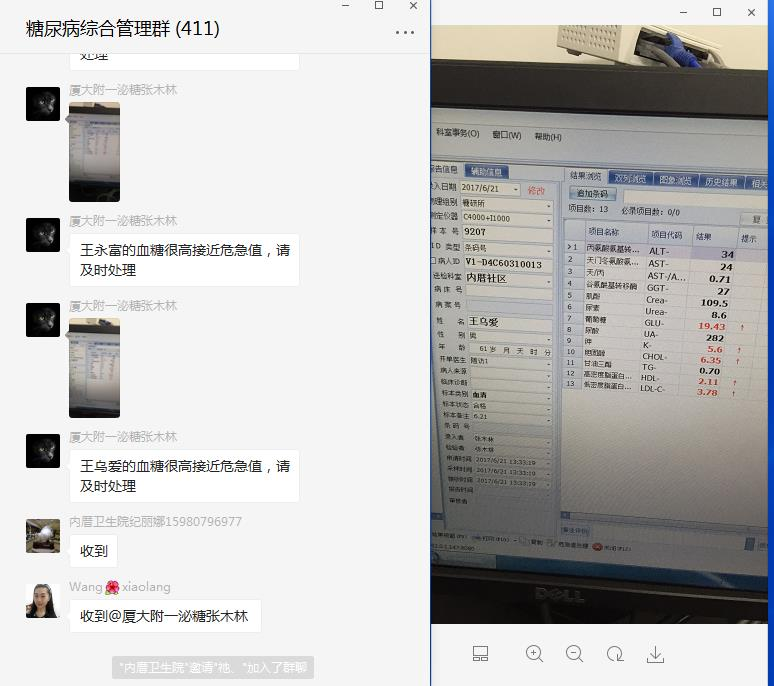 糖尿病综合管理群 (411)
处理
厦大附一泌糖张木林
厦大附一泌糖张木林
王永富的血糖很高接近危急值，请
及时处理
厦大附一泌糖张木林
厦大附一泌糖张木林
王乌爱的血糖很高接近危急值，请
及时处理
内厝卫生院纪丽娜15980796977
收到
Wang🌺xiaolang
收到@厦大附一泌糖张木林
"内厝卫生院"邀请"祂、"加入了群聊
科室事务(O) 窗口(W) 帮助(H)
告信息 辅助信息
入日期 2017/6/21 修改
理组别 糖研所
测定仪器 C4000+I1000
样本号 9207
ID 类型 条码号
病人ID V1-D4C60310013
送检科室 内厝社区
病床号
病案号
姓名 王乌爱
性别 男
年龄 61 岁 月 天 时 分
开单医生 随访1
病人来源
临床诊断
标本类别 血清
标本状态 合格
标本备注 6.21
条码号
录入者 张木林
检验者 张木林
申请时间 2017/6/21 13:33:19
采样时间 2017/6/21 13:33:19
接收时间 2017/6/21 13:33:19
报告时间
审核者
结果浏览 双列浏览 图象浏览 历史结果 相关
追加条码
项目数: 13 必录项目数: 0/0
复
项目名称 项目代码 结果 提示
1 丙氨酸氨基转... ALT- 34
2 天门冬氨酸氨... AST- 24
3 天/丙 AST-/A... 0.71
4 谷氨酰基转移酶 GGT- 27
5 肌酐 Crea- 109.5
6 尿素 Urea- 8.6
7 葡萄糖 GLU- 19.43 ↑
8 尿酸 UA- 282
9 钾 K- 5.6 ↑
10 胆固醇 CHOL- 6.35 ↑
11 甘油三酯 TG- 0.70
12 高密度脂蛋白... HDL- 2.11 ↑
13 低密度脂蛋白... LDL-C- 3.78 ↑
DELL